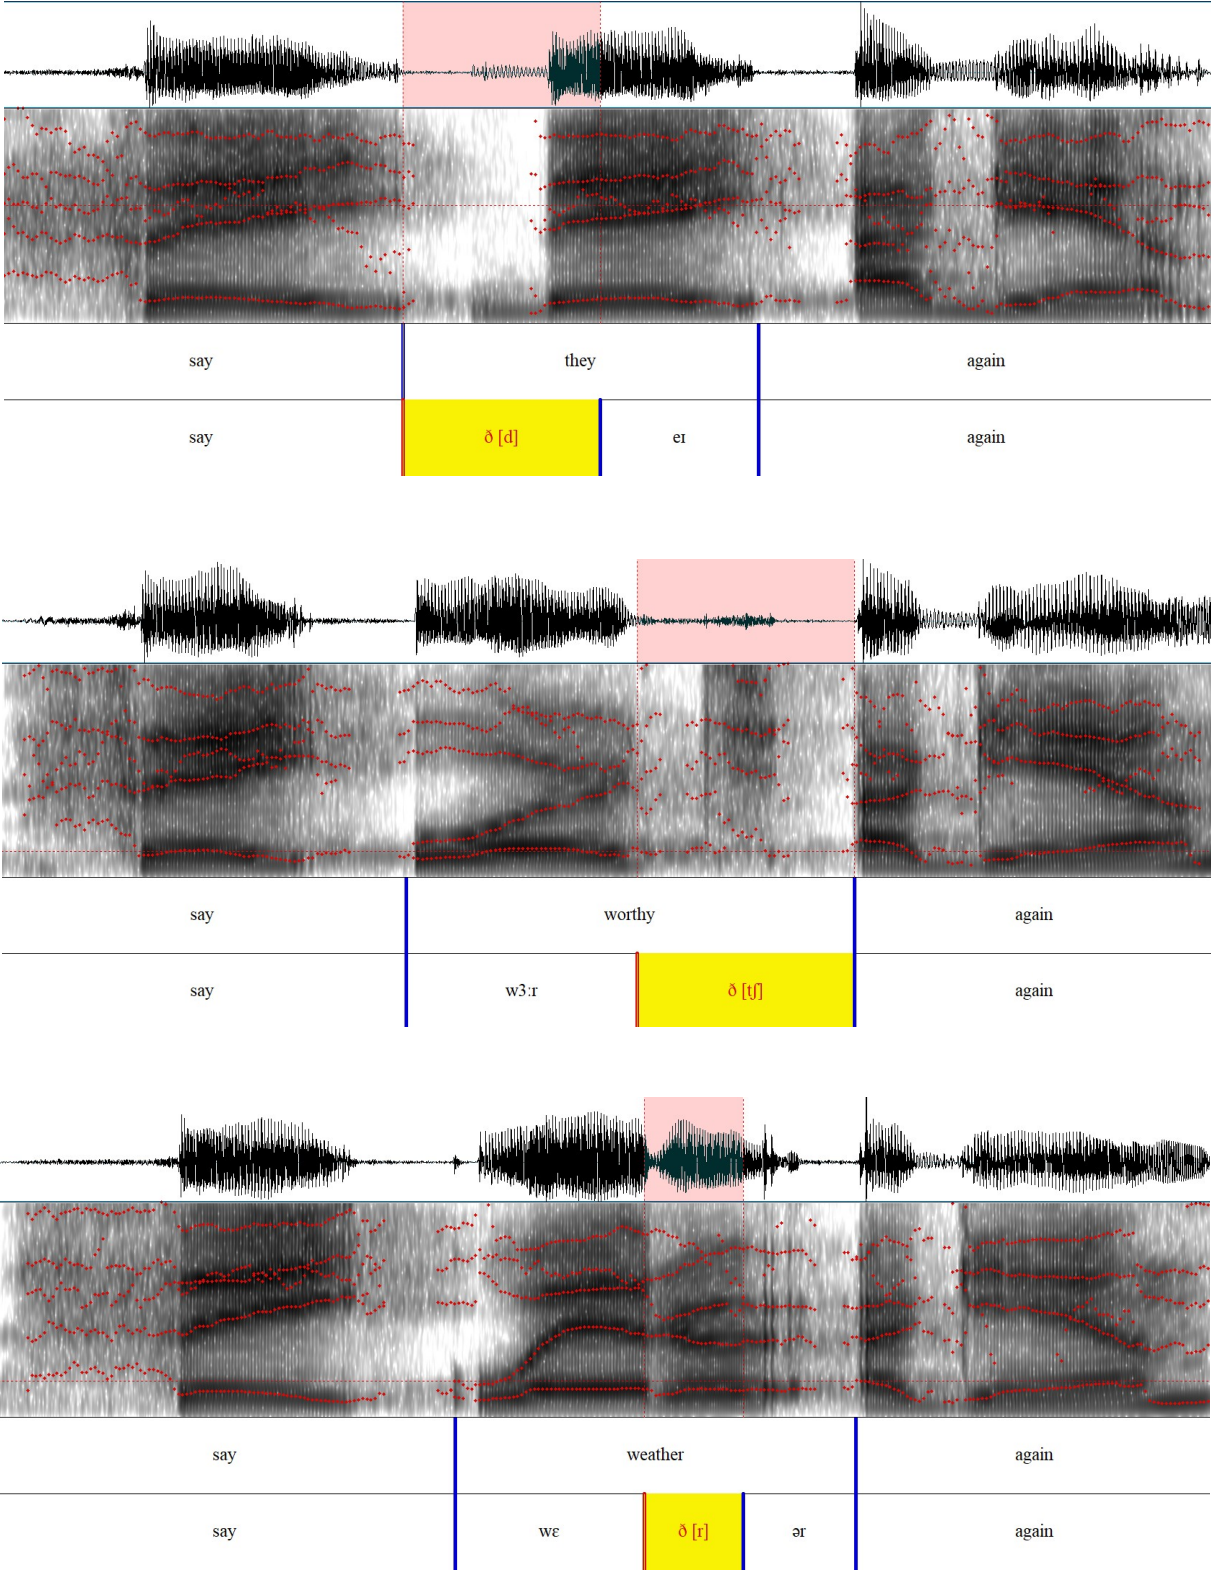 say they again
say ð [d] eɪ again
say worthy again
say wɜːr ð [tʃ] again
say weather again
say wɛ ð [r] ər again